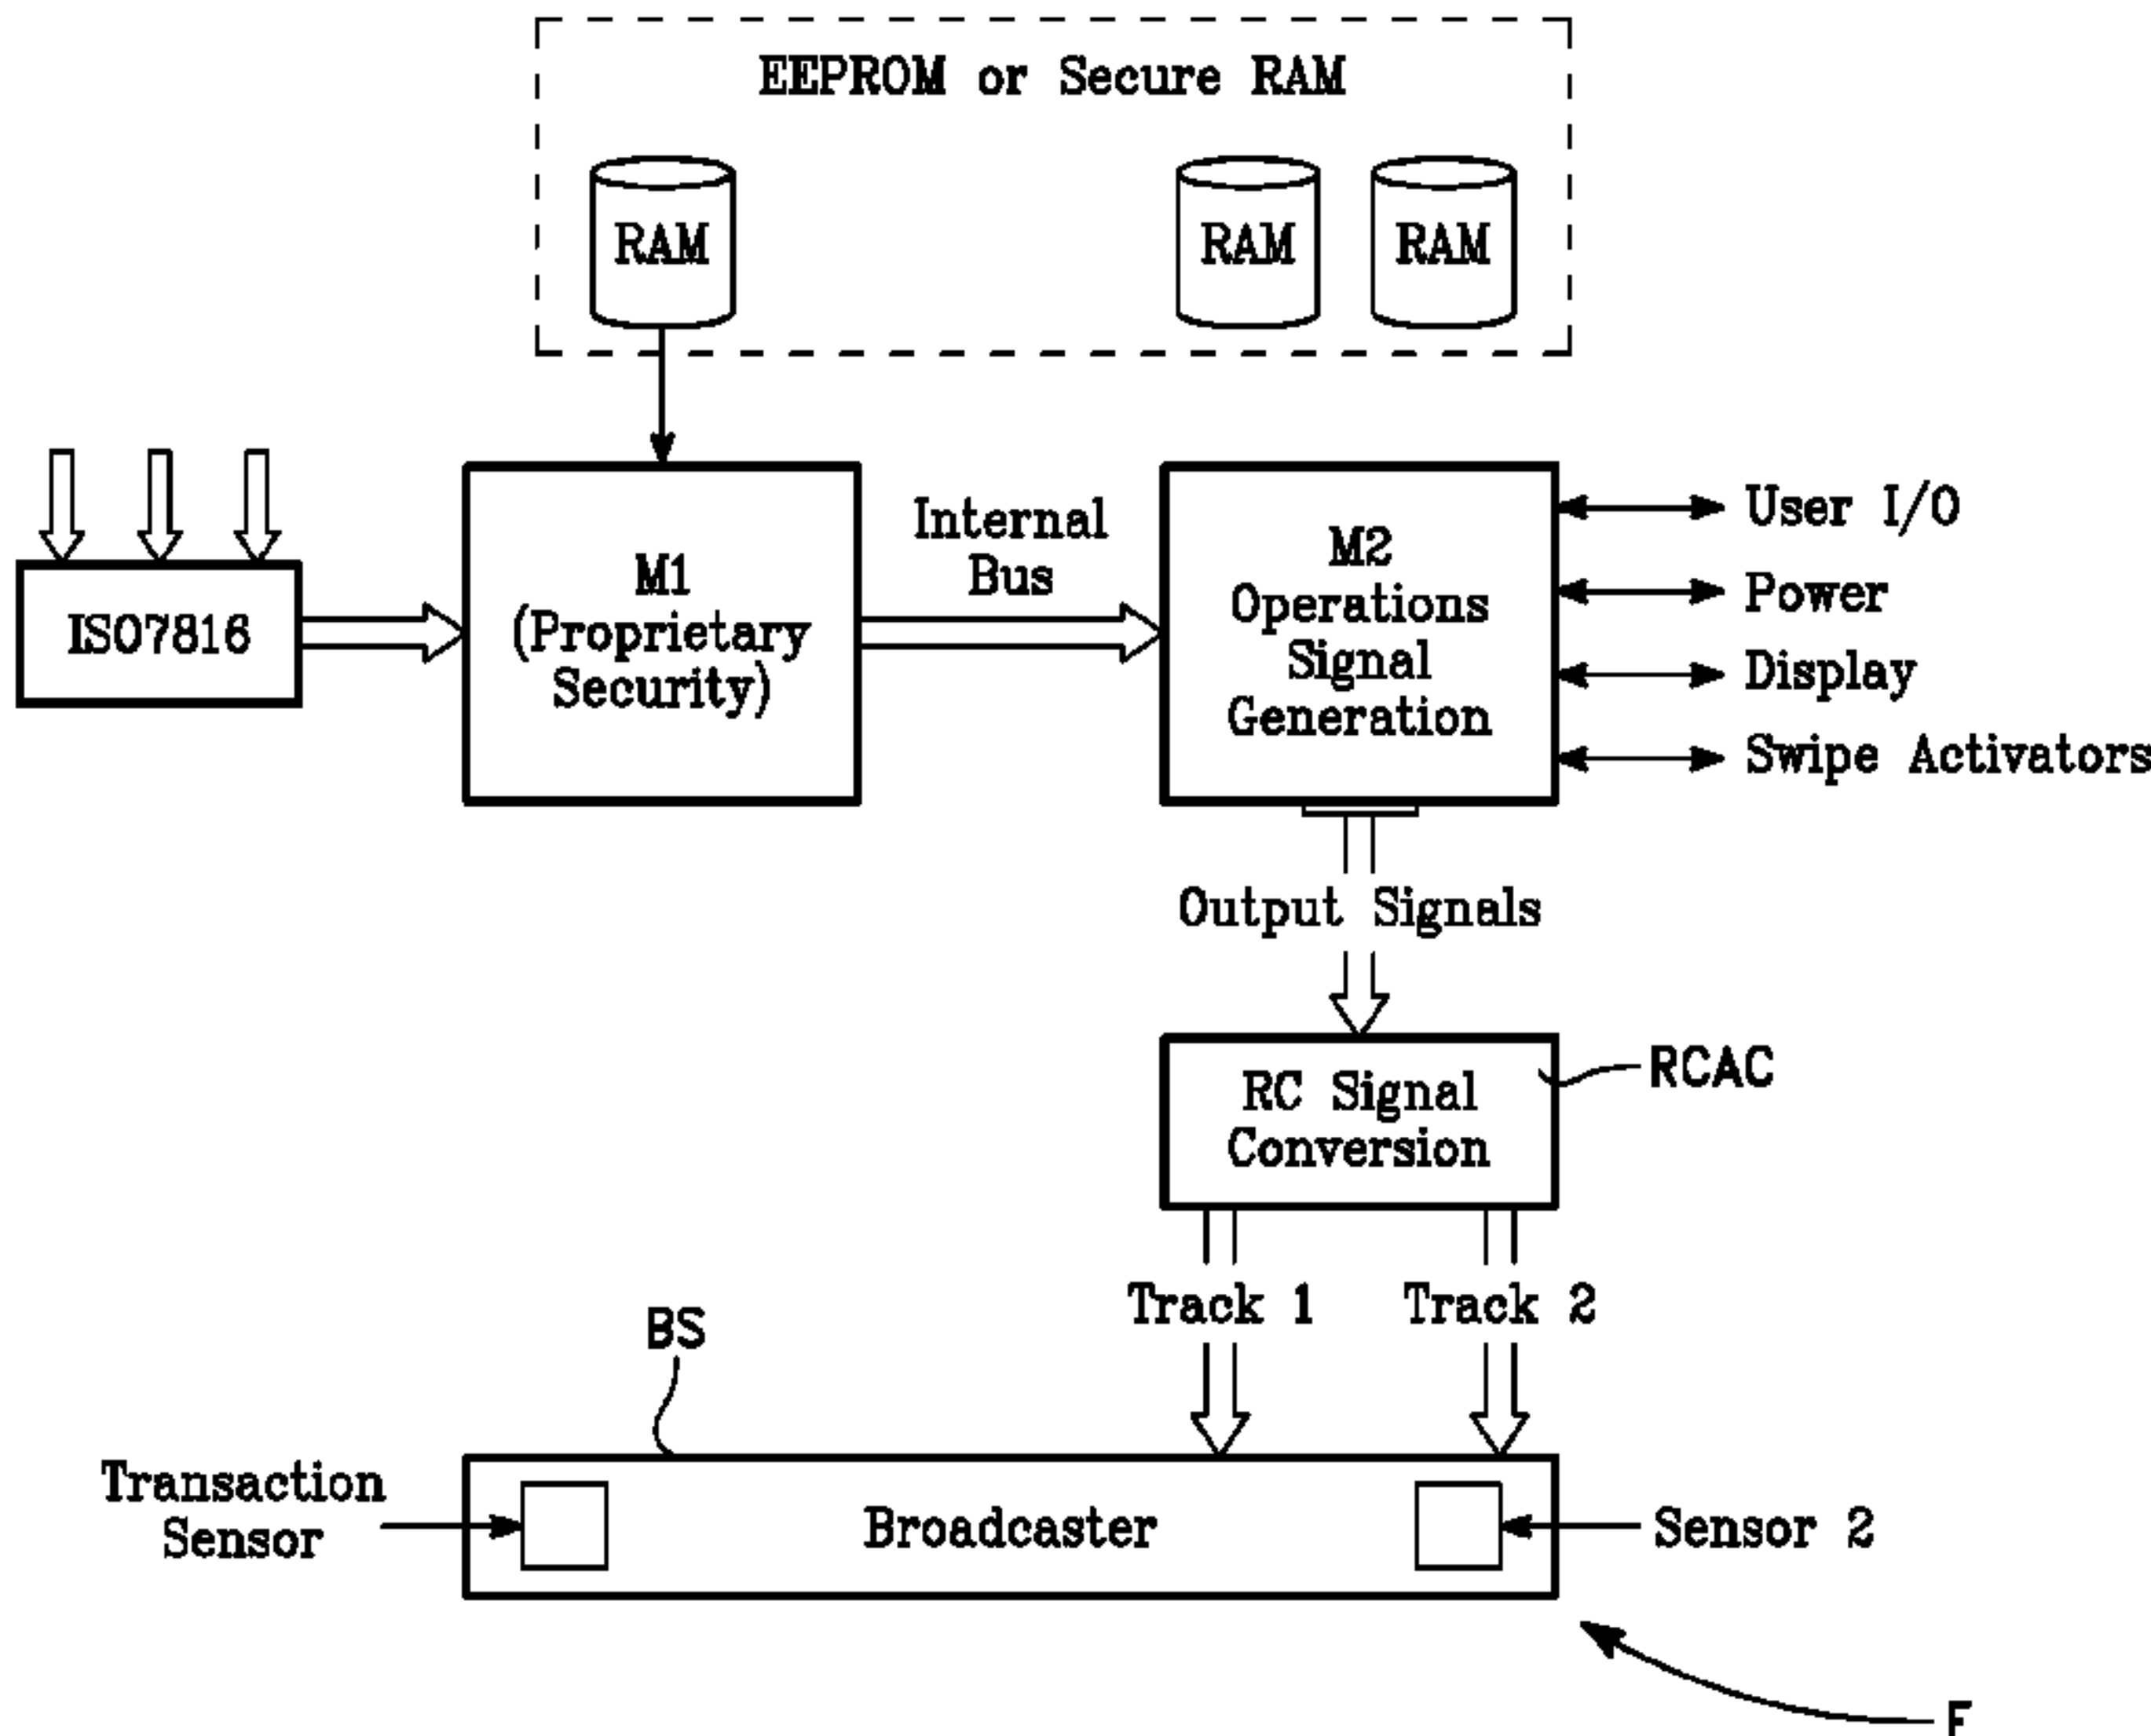 EEPROM or Secure RAM
RAM
RAM
RAM
ISO7816
M1
(Proprietary
Security)
Internal
Bus
M2
Operations
Signal
Generation
User I/O
Power
Display
Swipe Activators
Output Signals
RC Signal
Conversion
RCAC
Track 1
Track 2
BS
Transaction
Sensor
Broadcaster
Sensor 2